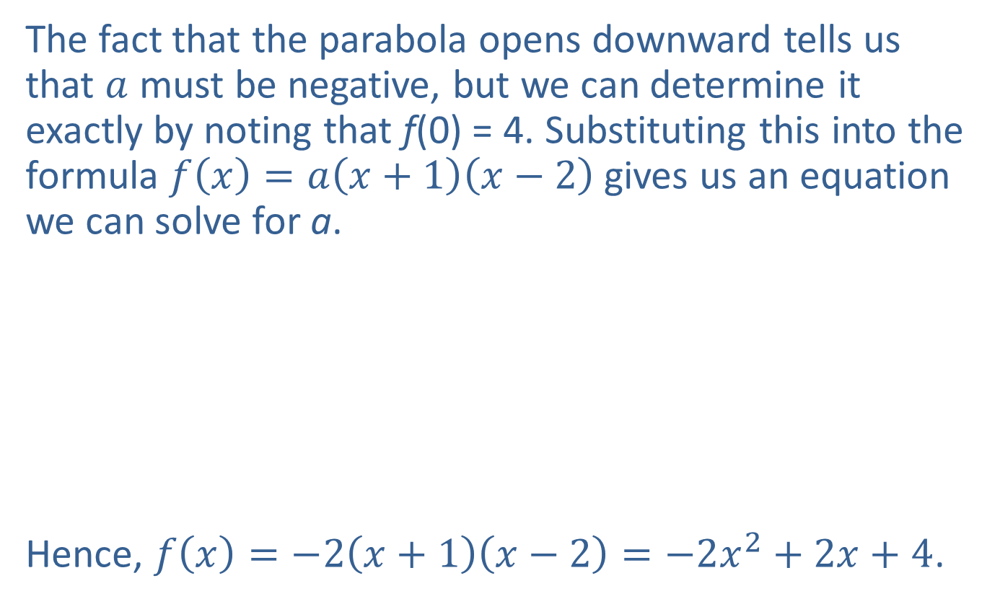 The fact that the parabola opens downward tells us
that a must be negative, but we can determine it
exactly by noting that f(0) = 4. Substituting this into the
formula f(x) = a(x + 1)(x − 2) gives us an equation
we can solve for a.
Hence, f(x) = −2(x + 1)(x − 2) = −2x² + 2x + 4.